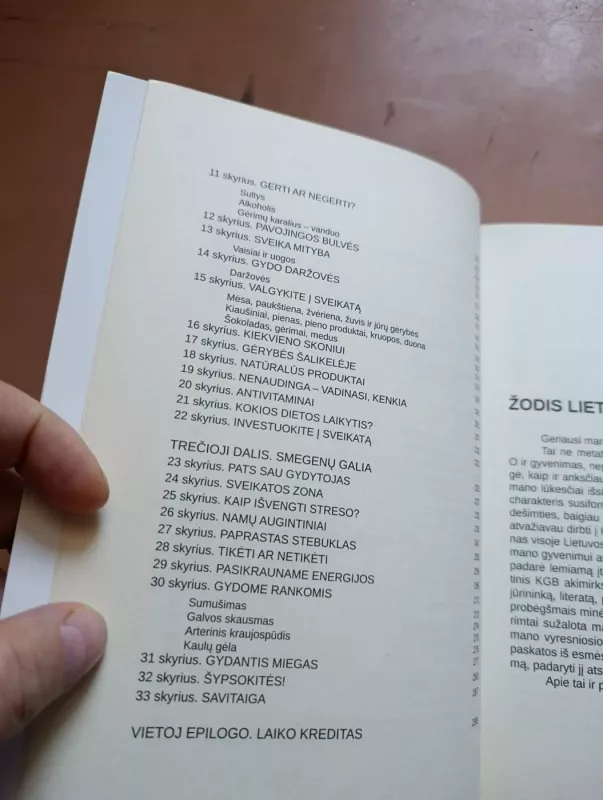 11 skyrius. GERTI AR NEGERTI?
Sultys
Alkoholis
Gėrimų karalius – vanduo
12 skyrius. PAVOJINGOS BULVĖS
13 skyrius. SVEIKA MITYBA
Vaisiai ir uogos
14 skyrius. GYDO DARŽOVĖS
Daržovės
15 skyrius. VALGYKITE Į SVEIKATĄ
Mėsa, paukštiena, žvėriena, žuvis ir jūrų gėrybės
Kiaušiniai, pienas, pieno produktai, kruopos, duona
Šokoladas, gėrimai, medus
16 skyrius. KIEKVIENO SKONIUI
17 skyrius. GĖRYBĖS ŠALIKELĖJE
18 skyrius. NATŪRALŪS PRODUKTAI
19 skyrius. NENAUDINGA – VADINASI, KENKIA
20 skyrius. ANTIVITAMINAI
21 skyrius. KOKIOS DIETOS LAIKYTIS?
22 skyrius. INVESTUOKITE Į SVEIKATĄ
TREČIOJI DALIS. SMEGENŲ GALIA
23 skyrius. PATS SAU GYDYTOJAS
24 skyrius. SVEIKATOS ZONA
25 skyrius. KAIP IŠVENGTI STRESO?
26 skyrius. NAMŲ AUGINTINIAI
27 skyrius. PAPRASTAS STEBUKLAS
28 skyrius. TIKĖTI AR NETIKĖTI
29 skyrius. PASIKRAUNAME ENERGIJOS
30 skyrius. GYDOME RANKOMIS
Sumušimas
Galvos skausmas
Arterinis kraujospūdis
Kaulų gėla
31 skyrius. GYDANTIS MIEGAS
32 skyrius. ŠYPSOKITĖS!
33 skyrius. SAVITAIGA
VIETOJ EPILOGO. LAIKO KREDITAS
ŽODIS LIET
Geriausi mar
Tai ne metal
O ir gyvenimas, nep
gė, kaip ir anksčiau
mano lūkesčiai išsi
charakteris susiform
dešimties, baigiau
atvažiavau dirbti į
nas visoje Lietuvos
mano gyvenimui a
padarė lemiamą įt
tinis KGB akimirks
jūrininką, literatą,
probėgšmais minė
rimtai sužalota ma
mano vyresniosio
paskatos iš esmės
mą, padaryti jį ats
Apie tai ir p